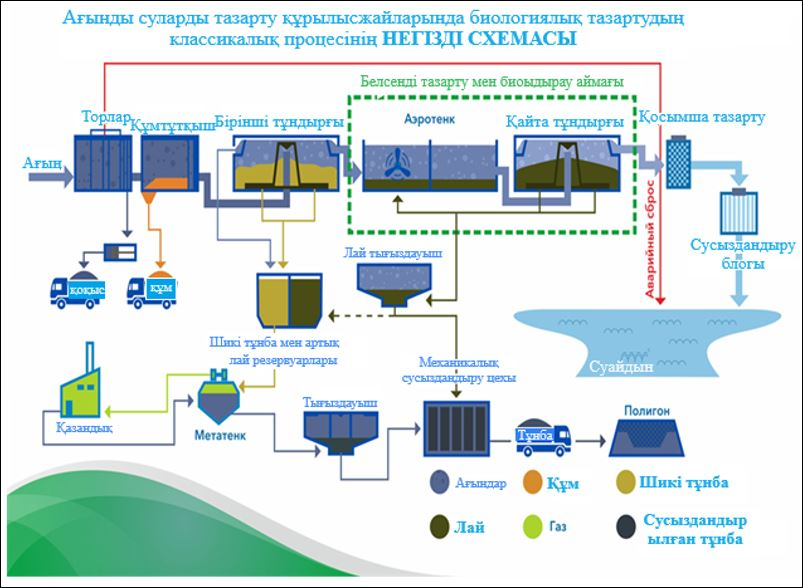 Ағынды суларды тазарту құрылысжайларында биологиялық тазартудың
классикалық процесінің НЕГІЗДІ СХЕМАСЫ
Белсенді тазарту мен биоыдырау аймағы
Торлар
Құмтұтқыш
Бірінші тұндырғы
Аэротенк
Қайта тұндырғы
Қосымша тазарту
Ағын
Аварийный сброс
Сусыздандыру
блогы
қоқыс
құм
Лай тығыздауыш
Шикі тұнба мен артық
лай резервуарлары
Механикалық
сусыздандыру цехы
Суайдын
Қазандық
Метатенк
Тығыздауыш
Тұнба
Полигон
Ағындар
Құм
Шикі тұнба
Лай
Газ
Сусыздандыр
ылған тұнба